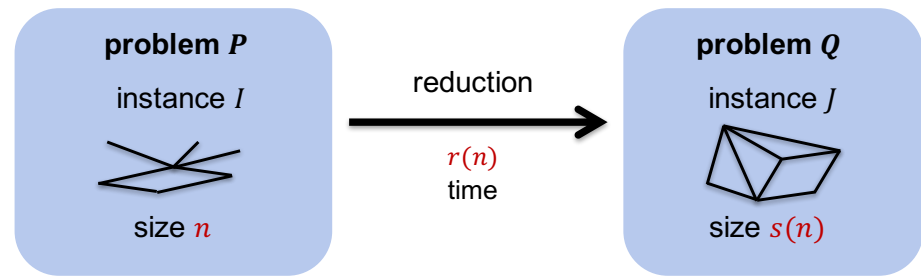 problem P
instance I
size n
reduction
r(n)
time
problem Q
instance J
size s(n)